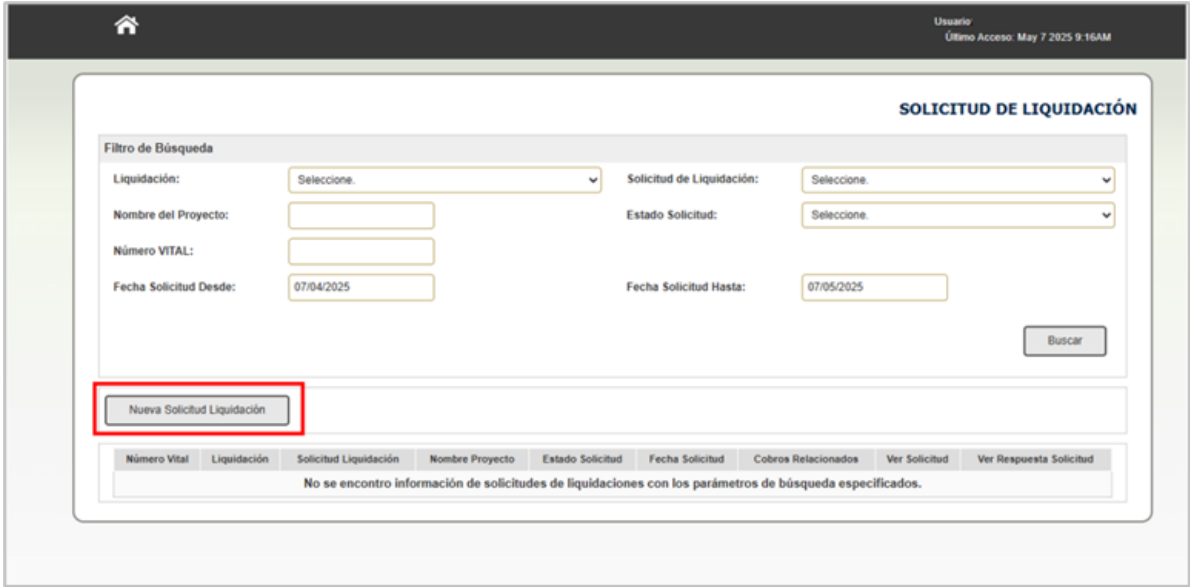 Usuario
Último Acceso: May 7 2025 9:16AM
SOLICITUD DE LIQUIDACIÓN
Filtro de Búsqueda
Liquidación: Seleccione. Solicitud de Liquidación: Seleccione.
Nombre del Proyecto: Estado Solicitud: Seleccione.
Número VITAL:
Fecha Solicitud Desde: 07/04/2025 Fecha Solicitud Hasta: 07/05/2025
Buscar
Nueva Solicitud Liquidación
Número Vital Liquidación Solicitud Liquidación Nombre Proyecto Estado Solicitud Fecha Solicitud Cobros Relacionados Ver Solicitud Ver Respuesta Solicitud
No se encontro información de solicitudes de liquidaciones con los parámetros de búsqueda especificados.